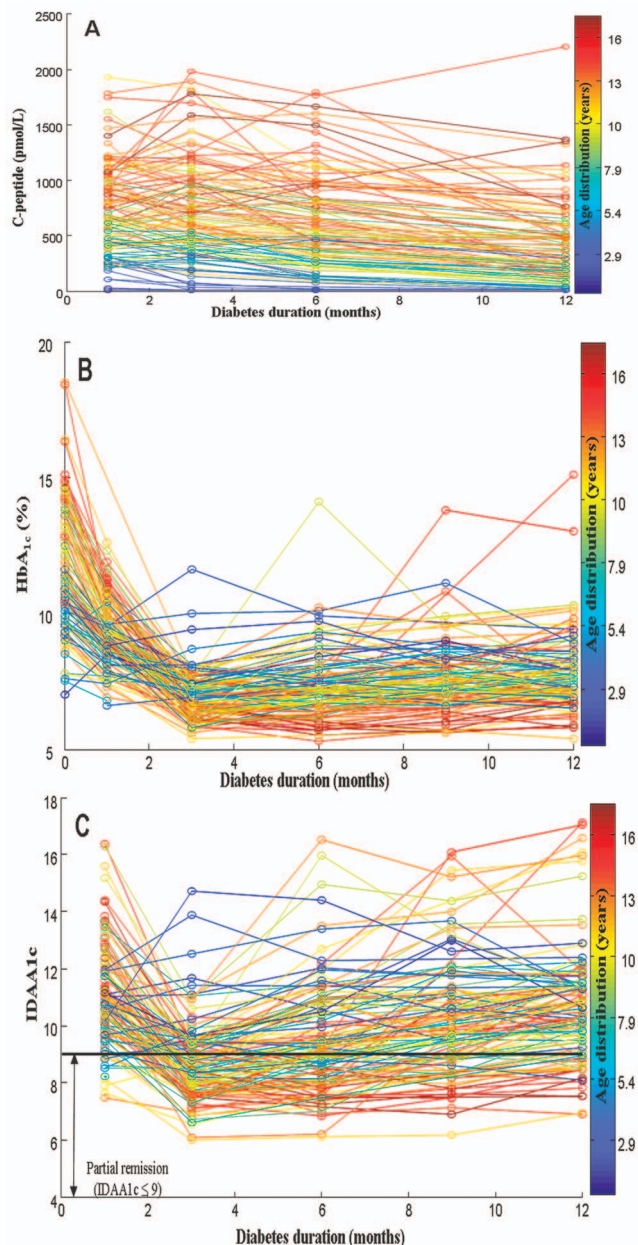 A
2500
2000
1500
1000
500
0
C-peptide (pmol/L)
0 2 4 6 8 10 12
Diabetes duration (months)
16
13
10
7.9
5.4
2.9
Age distribution (years)
B
20
15
10
5
HbA1c (%)
0 2 4 6 8 10 12
Diabetes duration (months)
16
13
10
7.9
5.4
2.9
Age distribution (years)
C
18
16
14
12
10
8
6
4
IDAA1c
Partial remission
(IDAA1c ≤ 9)
0 2 4 6 8 10 12
Diabetes duration (months)
16
13
10
7.9
5.4
2.9
Age distribution (years)